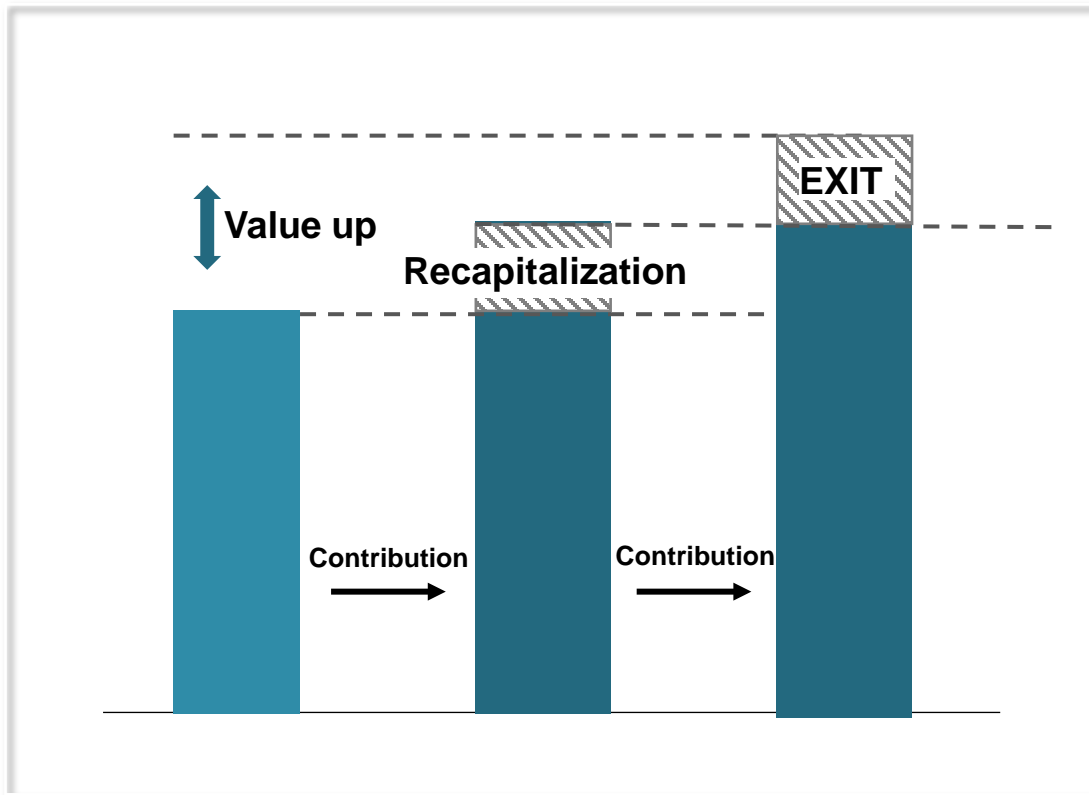 EXIT
Value up
Recapitalization
Contribution
Contribution